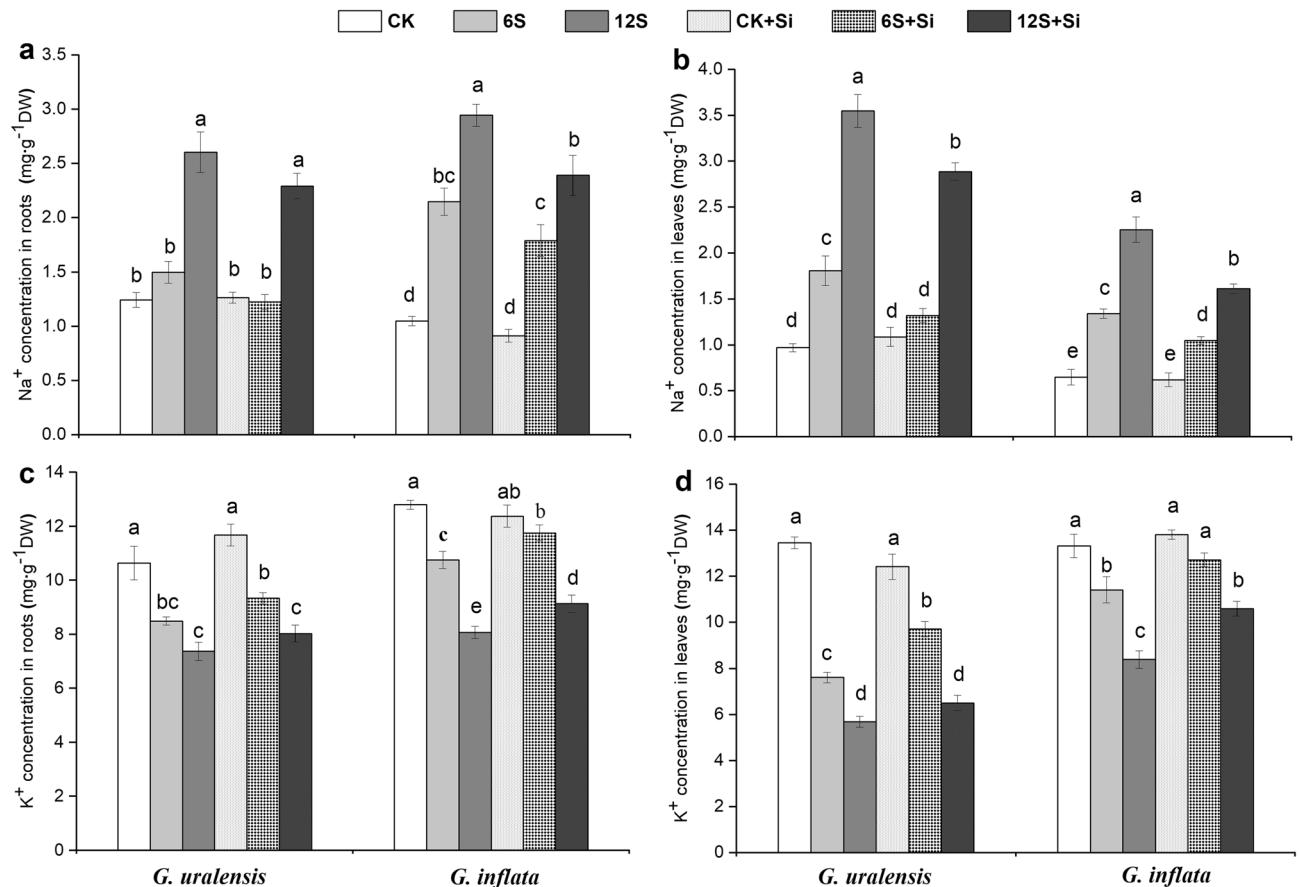 CK 6S 12S CK+Si 6S+Si 12S+Si
a
Na⁺ concentration in roots (mg·g⁻¹DW)
3.5
3.0
2.5
2.0
1.5
1.0
0.5
0.0
b b a b b a
d bc a d c b
b
Na⁺ concentration in leaves (mg·g⁻¹DW)
4.0
3.5
3.0
2.5
2.0
1.5
1.0
0.5
0.0
d c a d d b
e c a e d b
c
K⁺ concentration in roots (mg·g⁻¹DW)
14
12
10
8
6
4
2
0
a bc c a b c
a c e ab b d
G. uralensis G. inflata
d
K⁺ concentration in leaves (mg·g⁻¹DW)
16
14
12
10
8
6
4
2
0
a c d a b d
a b c a a b
G. uralensis G. inflata